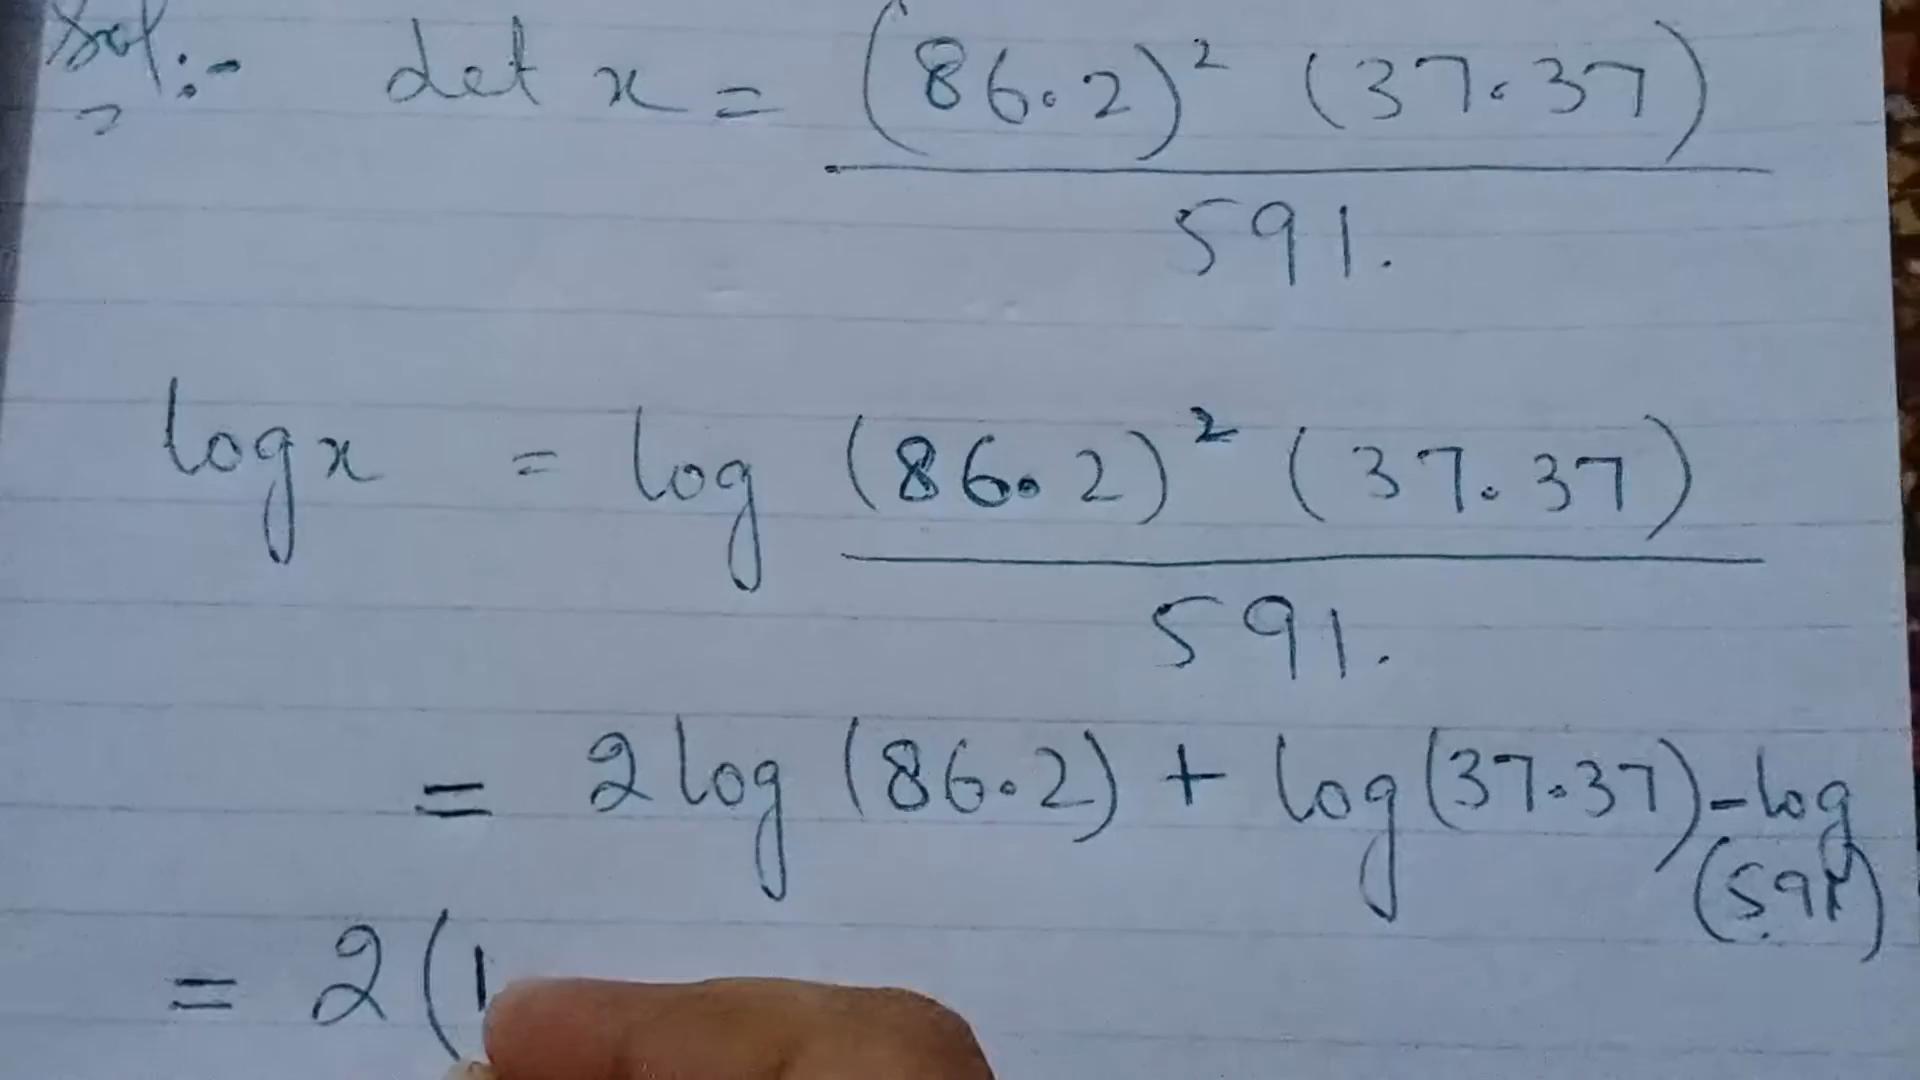 Sol:- let x = (86.2)² (37.37)
591.
log x = log (86.2)² (37.37)
591.
= 2 log (86.2) + log (37.37) - log
(591)
= 2 (1